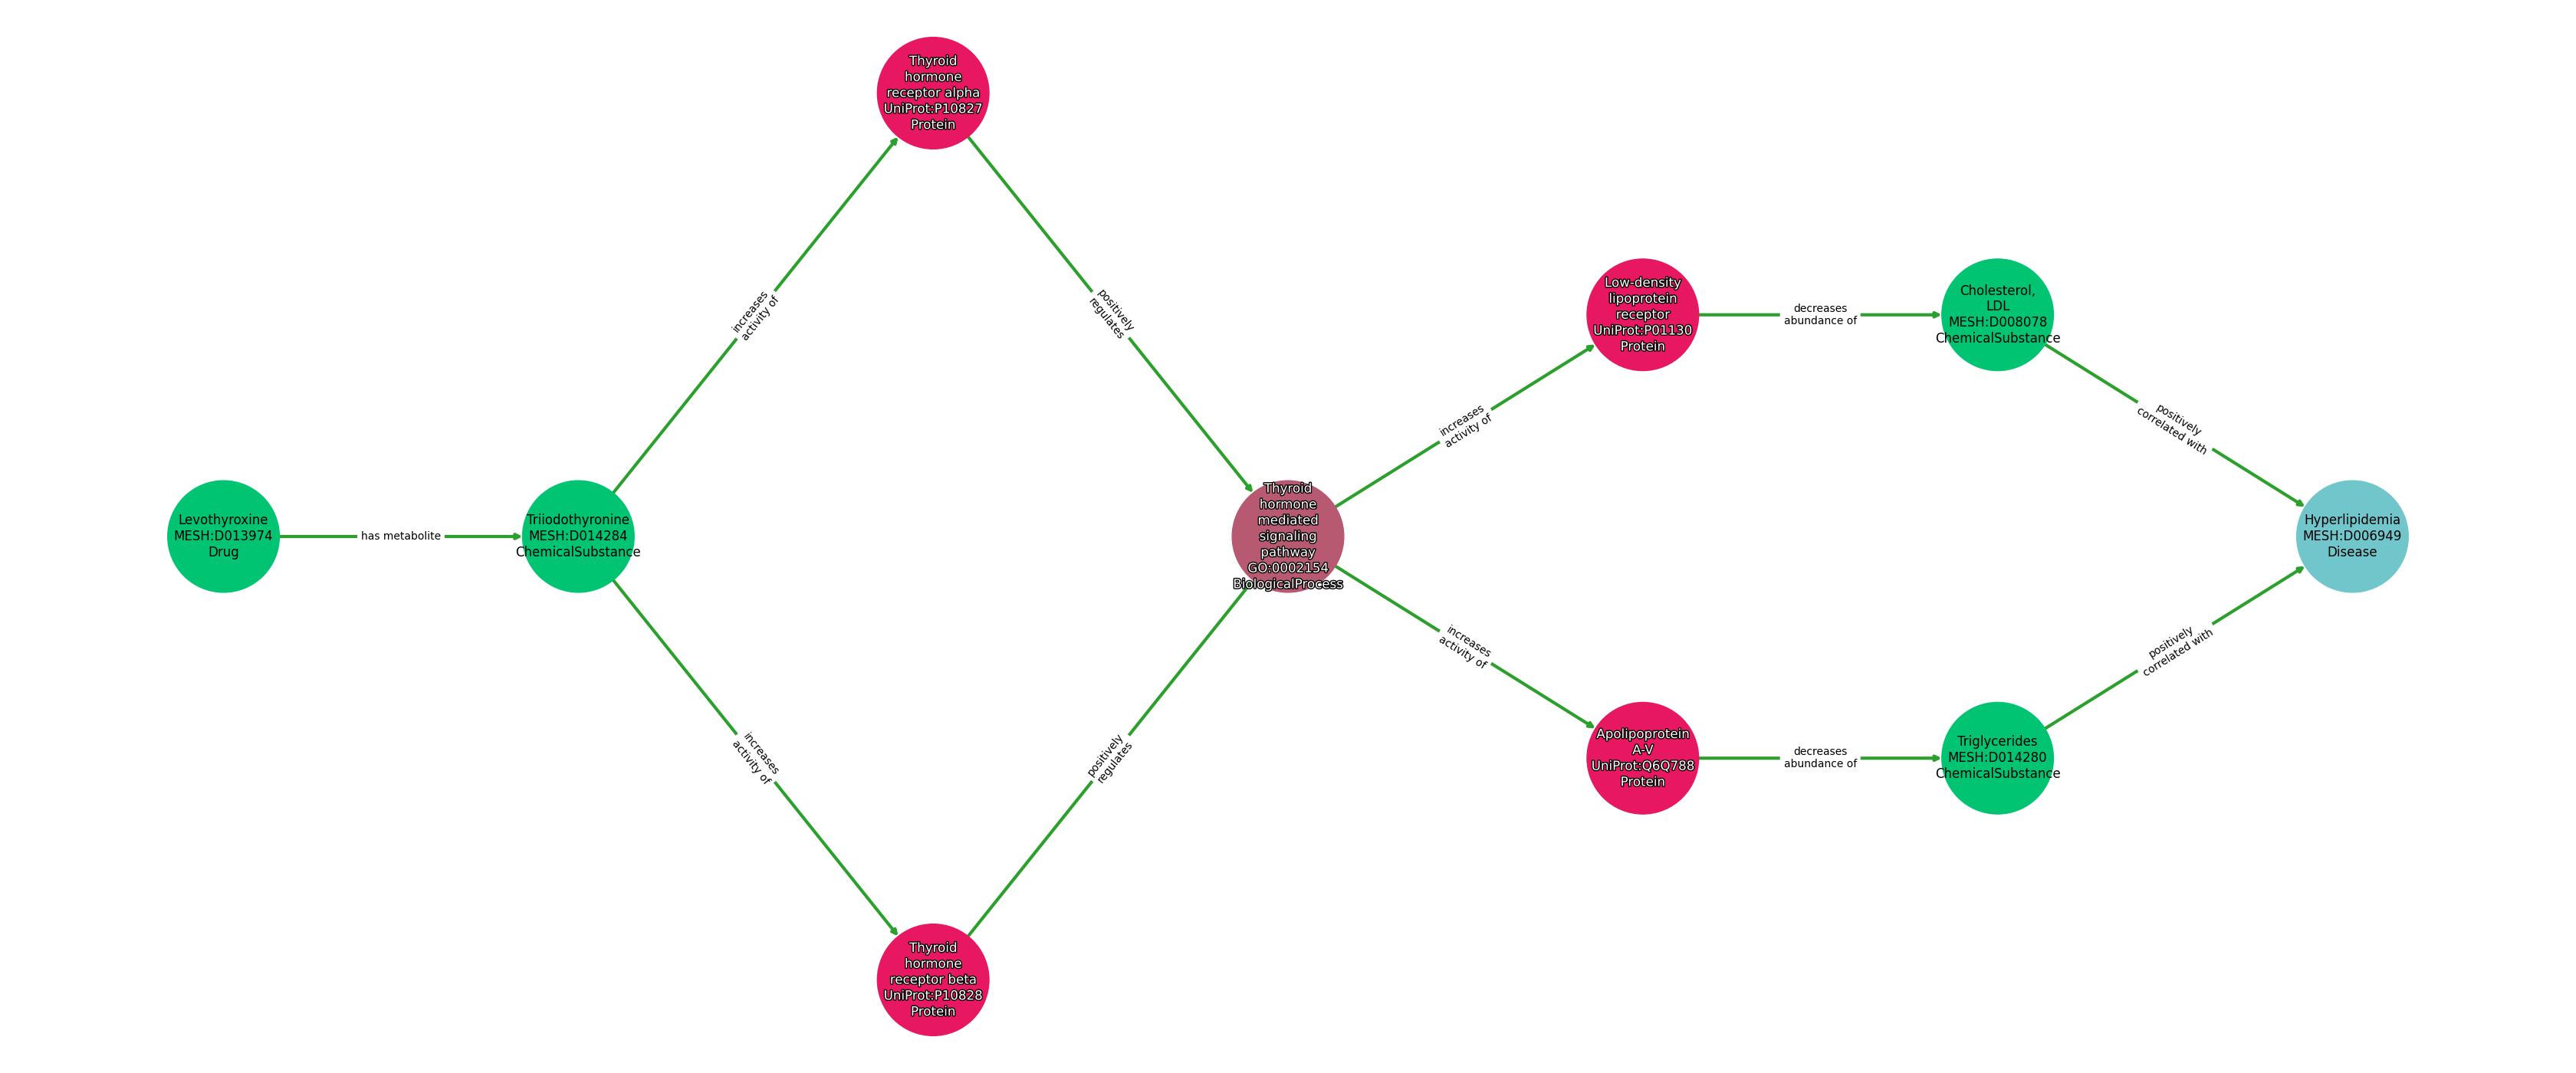 Thyroid
hormone
receptor alpha
UniProt:P10827
Protein
increases
activity of
positively
regulates
Low-density
lipoprotein
receptor
UniProt:P01130
Protein
decreases
abundance of
Cholesterol,
LDL
MESH:D008078
ChemicalSubstance
increases
activity of
positively
correlated with
Levothyroxine
MESH:D013974
Drug
has metabolite
Triiodothyronine
MESH:D014284
ChemicalSubstance
Thyroid
hormone
mediated
signaling
pathway
GO:0002154
BiologicalProcess
Hyperlipidemia
MESH:D006949
Disease
increases
activity of
positively
correlated with
increases
activity of
positively
regulates
Apolipoprotein
A-V
UniProt:Q6Q788
Protein
decreases
abundance of
Triglycerides
MESH:D014280
ChemicalSubstance
Thyroid
hormone
receptor beta
UniProt:P10828
Protein